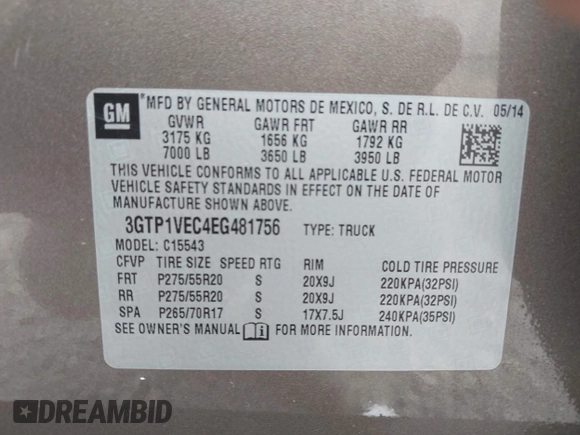 GM *MFD BY GENERAL MOTORS DE MEXICO, S. DE R.L. DE C.V. 05/14
GVWR GAWR FRT GAWR RR
3175 KG 1656 KG 1792 KG
7000 LB 3650 LB 3950 LB
THIS VEHICLE CONFORMS TO ALL APPLICABLE U.S. FEDERAL MOTOR
VEHICLE SAFETY STANDARDS IN EFFECT ON THE DATE OF
MANUFACTURE SHOWN ABOVE.
3GTP1VEC4EG481756 TYPE: TRUCK
MODEL: C15543
CFVP TIRE SIZE SPEED RTG RIM COLD TIRE PRESSURE
FRT P275/55R20 S 20X9J 220KPA(32PSI)
RR P275/55R20 S 20X9J 220KPA(32PSI)
SPA P265/70R17 S 17X7.5J 240KPA(35PSI)
SEE OWNER'S MANUAL FOR MORE INFORMATION.
DREAMBID